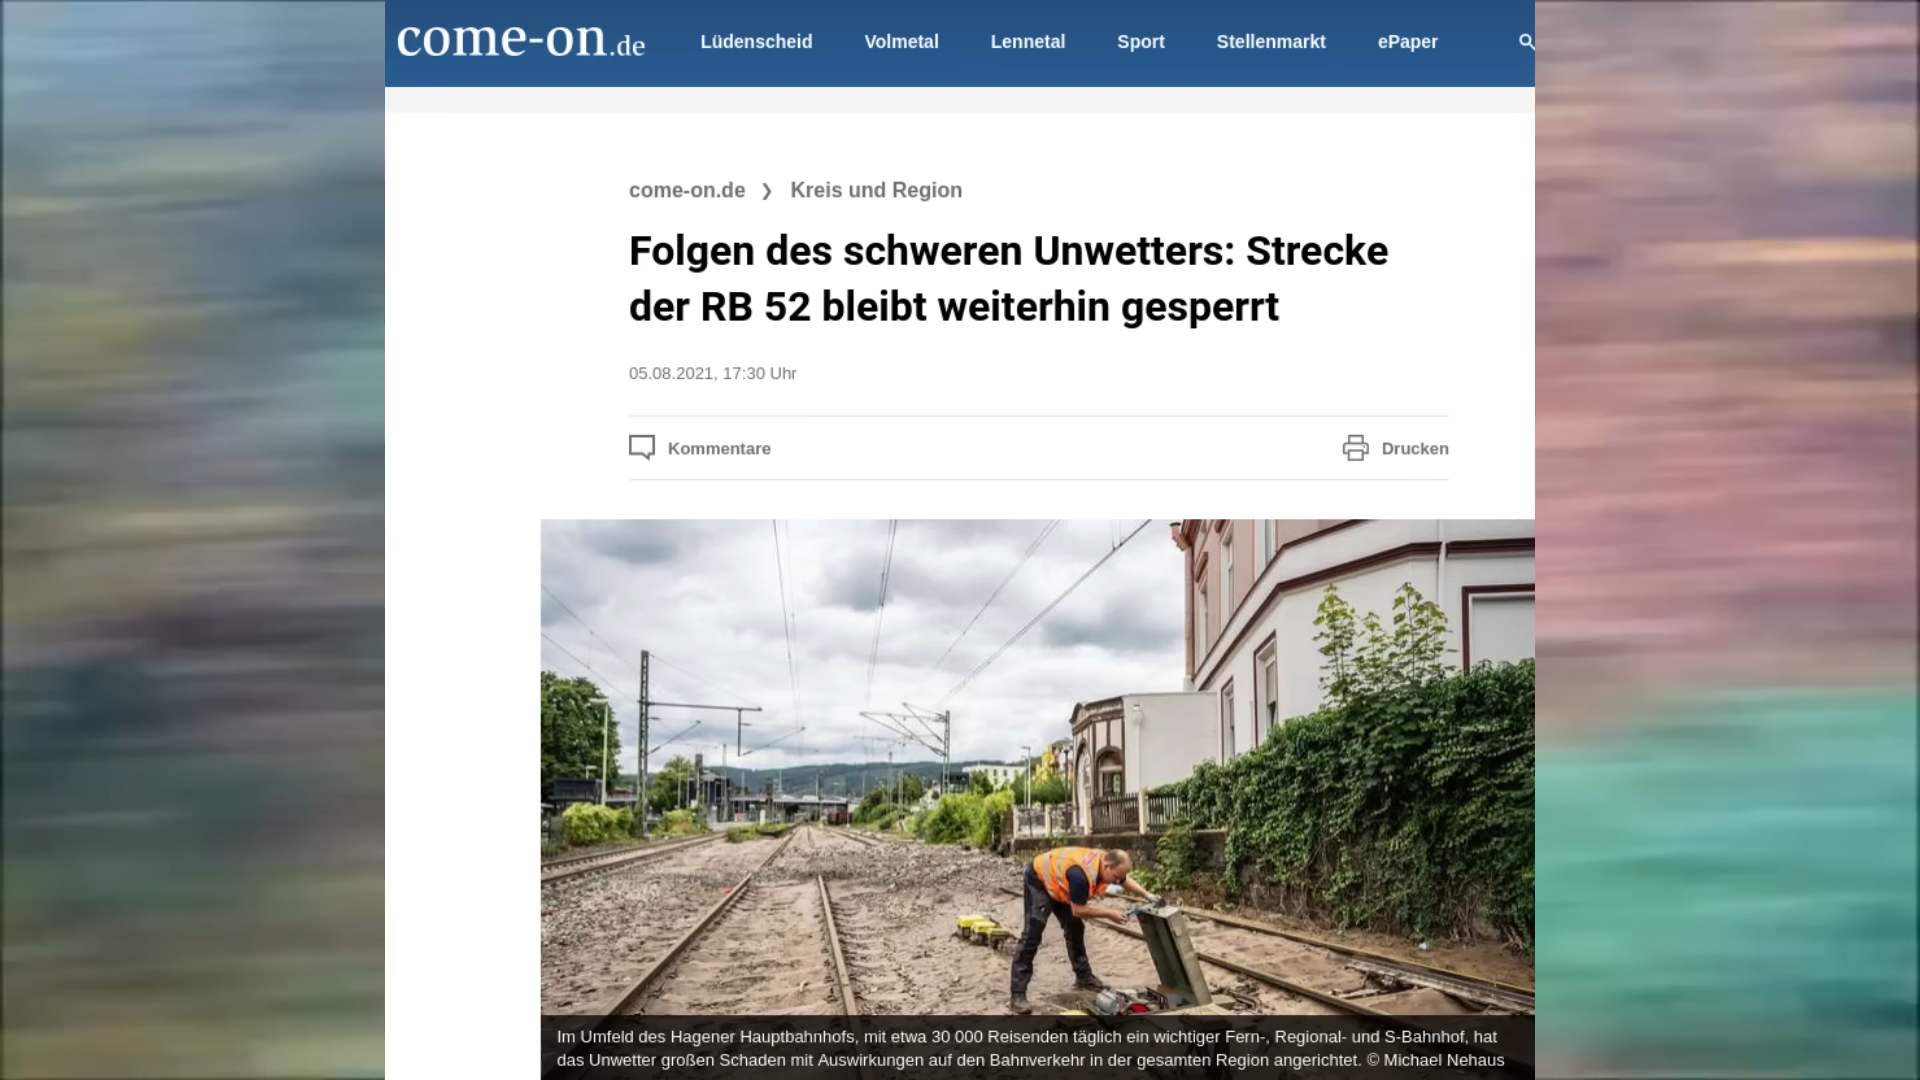 come-on.de
Lüdenscheid Volmetal Lennetal Sport Stellenmarkt ePaper
come-on.de ❯ Kreis und Region
Folgen des schweren Unwetters: Strecke
der RB 52 bleibt weiterhin gesperrt
05.08.2021, 17:30 Uhr
Kommentare Drucken
Im Umfeld des Hagener Hauptbahnhofs, mit etwa 30 000 Reisenden täglich ein wichtiger Fern-, Regional- und S-Bahnhof, hat
das Unwetter großen Schaden mit Auswirkungen auf den Bahnverkehr in der gesamten Region angerichtet. © Michael Nehaus